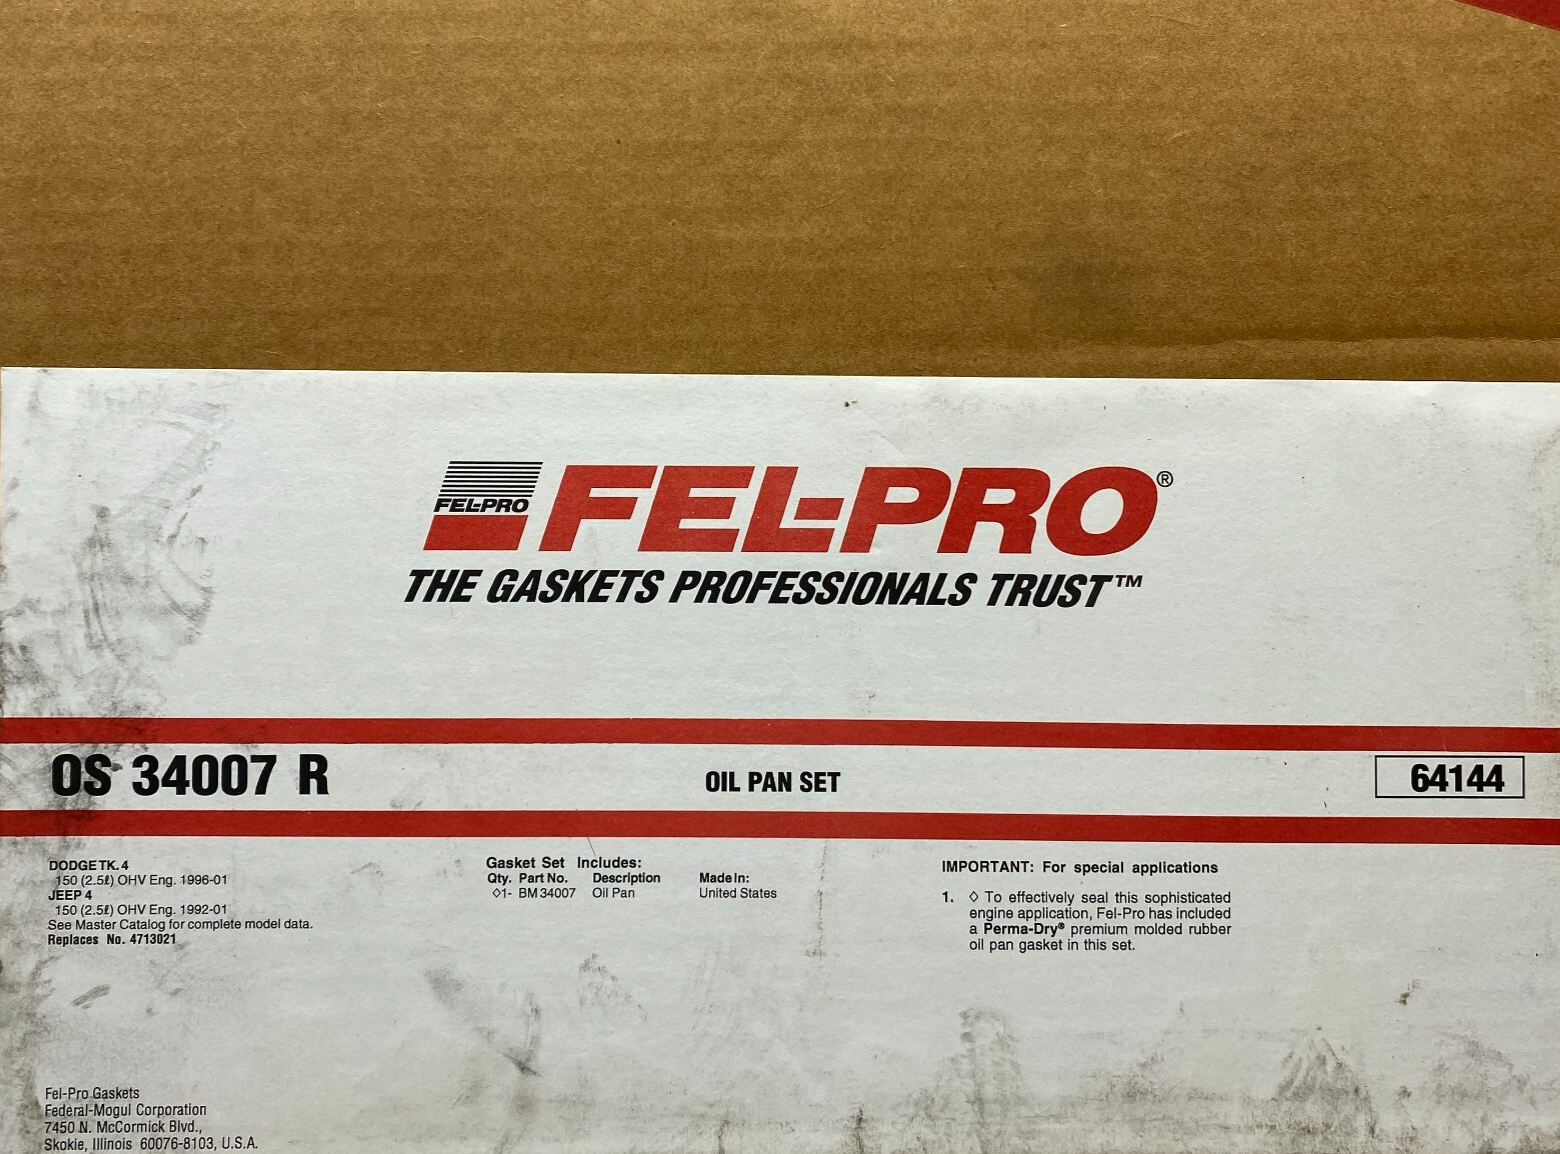 FEL-PRO
FEL-PRO®
THE GASKETS PROFESSIONALS TRUST™
OS 34007 R
OIL PAN SET
64144
DODGE TK. 4
150 (2.5ℓ) OHV Eng. 1996-01
JEEP 4
150 (2.5ℓ) OHV Eng. 1992-01
See Master Catalog for complete model data.
Replaces No. 4713021
Gasket Set Includes:
Qty. Part No. Description Made In:
◊1- BM 34007 Oil Pan United States
IMPORTANT: For special applications
1. ◊ To effectively seal this sophisticated
engine application, Fel-Pro has included
a Perma-Dry® premium molded rubber
oil pan gasket in this set.
Fel-Pro Gaskets
Federal-Mogul Corporation
7450 N. McCormick Blvd.,
Skokie, Illinois 60076-8103, U.S.A.